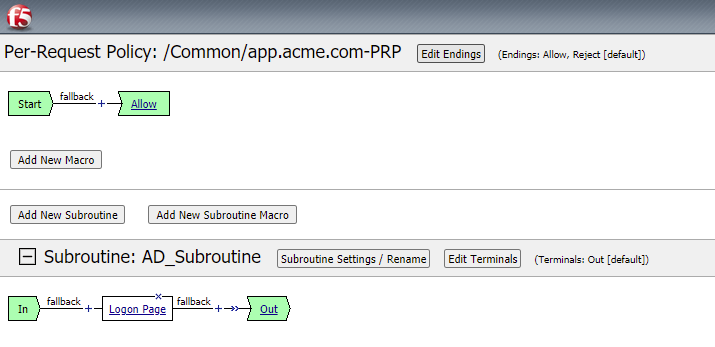 f5
Per-Request Policy: /Common/app.acme.com-PRP Edit Endings (Endings: Allow, Reject [default])
Start fallback + Allow
Add New Macro
Add New Subroutine Add New Subroutine Macro
Subroutine: AD_Subroutine Subroutine Settings / Rename Edit Terminals (Terminals: Out [default])
In fallback + Logon Page × fallback + Out